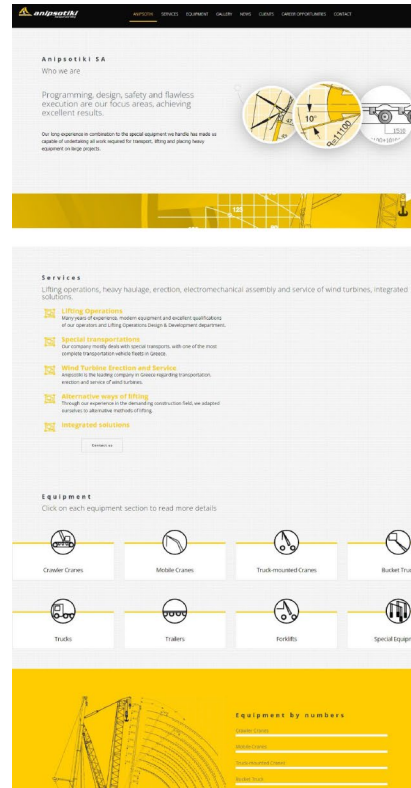 anipsotiki
ANIPSOTIKI SERVICES EQUIPMENT GALLERY NEWS CLIENTS CAREER OPPORTUNITIES CONTACT
Anipsotiki SA
Who we are
Programming, design, safety and flawless
execution are our focus areas, achieving
excellent results.
Our long experience in combination to the special equipment we handle has made us
capable of undertaking all work required for transport, lifting and placing heavy
equipment on large projects.
10°
R=11100
1510
125
Services
Lifting operations, heavy haulage, erection, electromechanical assembly and service of wind turbines, integrated
solutions.
Lifting Operations
Many years of experience, modern equipment and excellent qualifications
of our operators and Lifting Operations Design & Development department.
Special transportations
Our company mostly deals with special transports, with one of the most
complete transportation vehicle fleets in Greece.
Wind Turbine Erection and Service
Anipsotiki is the leading company in Greece regarding transportation,
erection and service of wind turbines.
Alternative ways of lifting
Through our experience in the demanding construction field, we adapted
ourselves to alternative methods of lifting.
Integrated solutions
Contact us
Equipment
Click on each equipment section to read more details
Crawler Cranes Mobile Cranes Truck-mounted Cranes Bucket Truc
Trucks Trailers Forklifts Special Equipm
Equipment by numbers
Crawler Cranes
Mobile Cranes
Truck-mounted Cranes
Bucket Truck